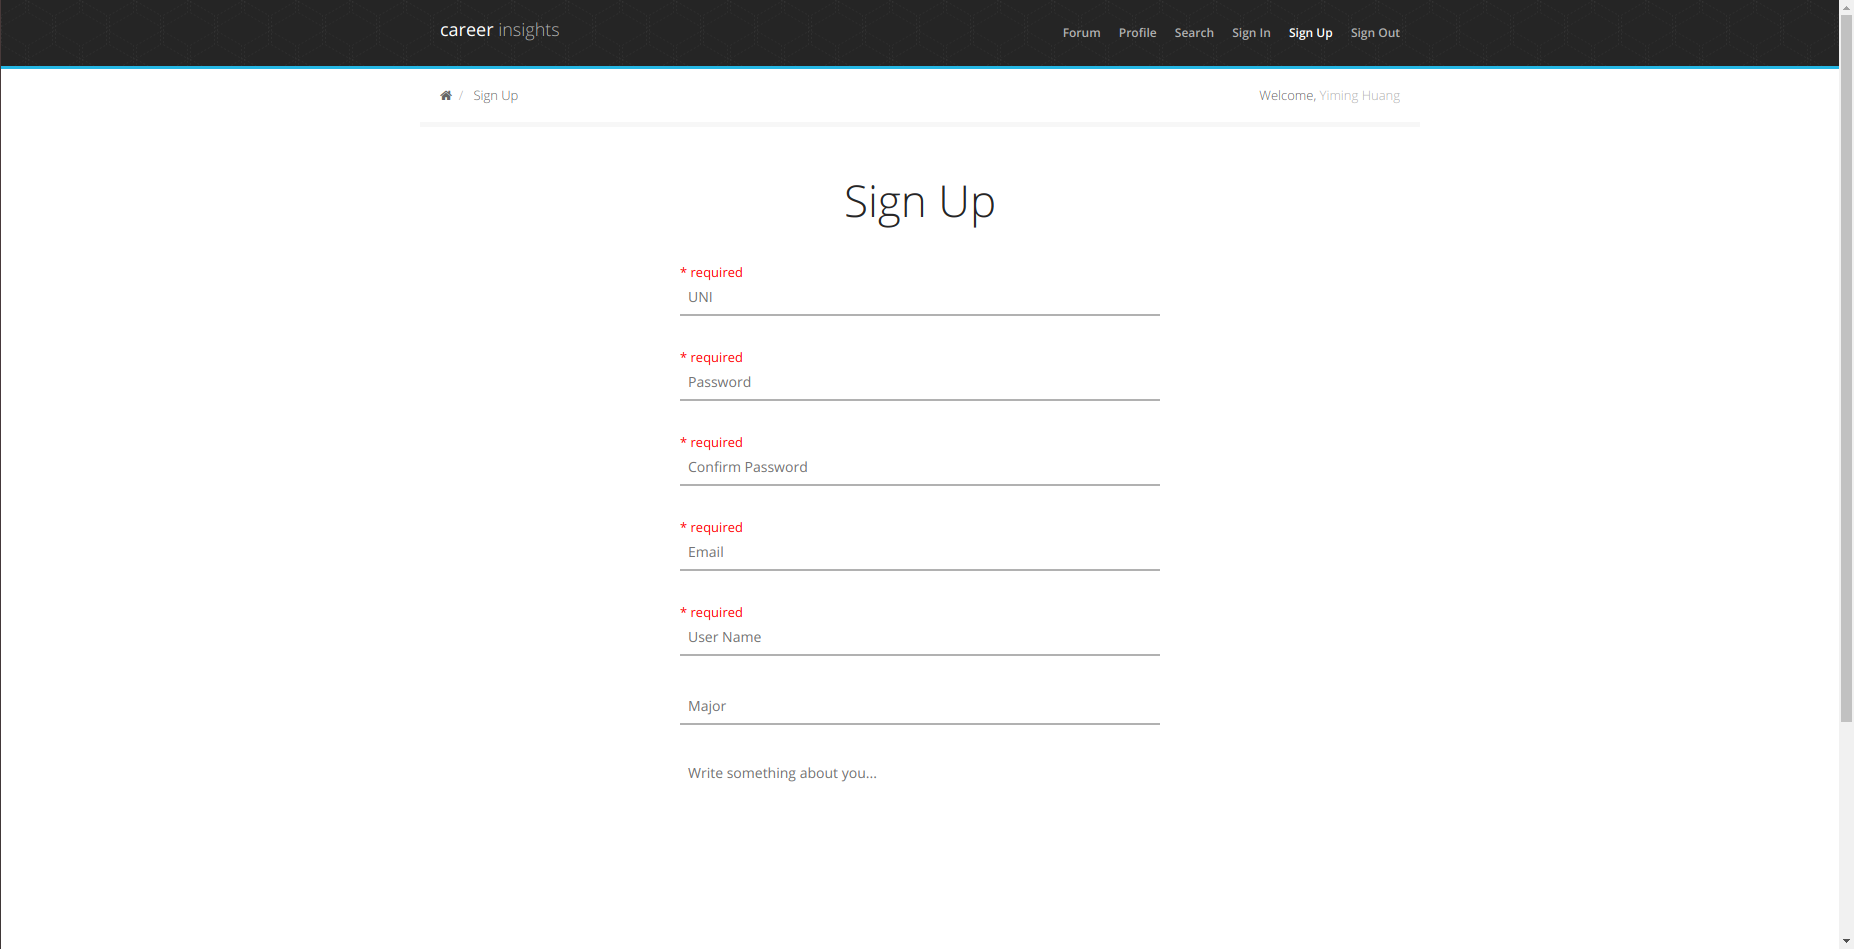 career insights
Forum Profile Search Sign In Sign Up Sign Out
/ Sign Up
Welcome, Yiming Huang
Sign Up
* required
UNI
* required
Password
* required
Confirm Password
* required
Email
* required
User Name
Major
Write something about you...